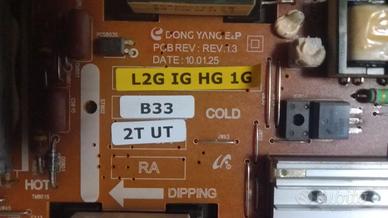 DONG YANG E&P
PCB REV : REV 1.3
DATE : 10.01.25
L2G IG HG 1G
B33
COLD
2T UT
RA
HOT
DIPPING